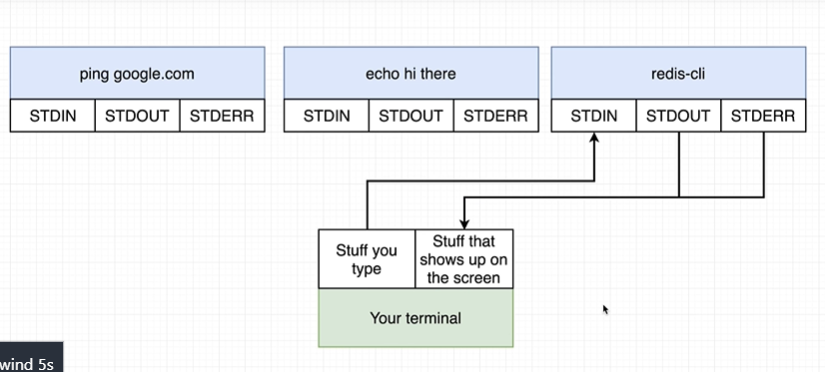 ping google.com
echo hi there
redis-cli
STDIN
STDOUT
STDERR
STDIN
STDOUT
STDERR
STDIN
STDOUT
STDERR
Stuff you
type
Stuff that
shows up on
the screen
Your terminal
wind 5s